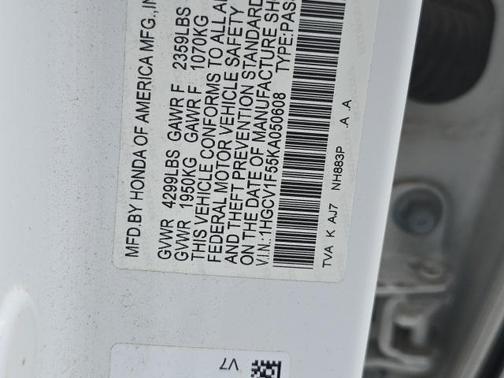 MFD.BY HONDA OF AMERICA MFG.,IN
GVWR 4299LBS GAWR F 2359LBS
GVWR 1950KG GAWR F 1070KG
THIS VEHICLE CONFORMS TO ALL A
FEDERAL MOTOR VEHICLE SAFETY
AND THEFT PREVENTION STANDARD
ON THE DATE OF MANUFACTURE SHO
V.I.N.:1HGCV1F55KA050608 TYPE:PAS
TVA K AJ7 NH883P .A .A
V7